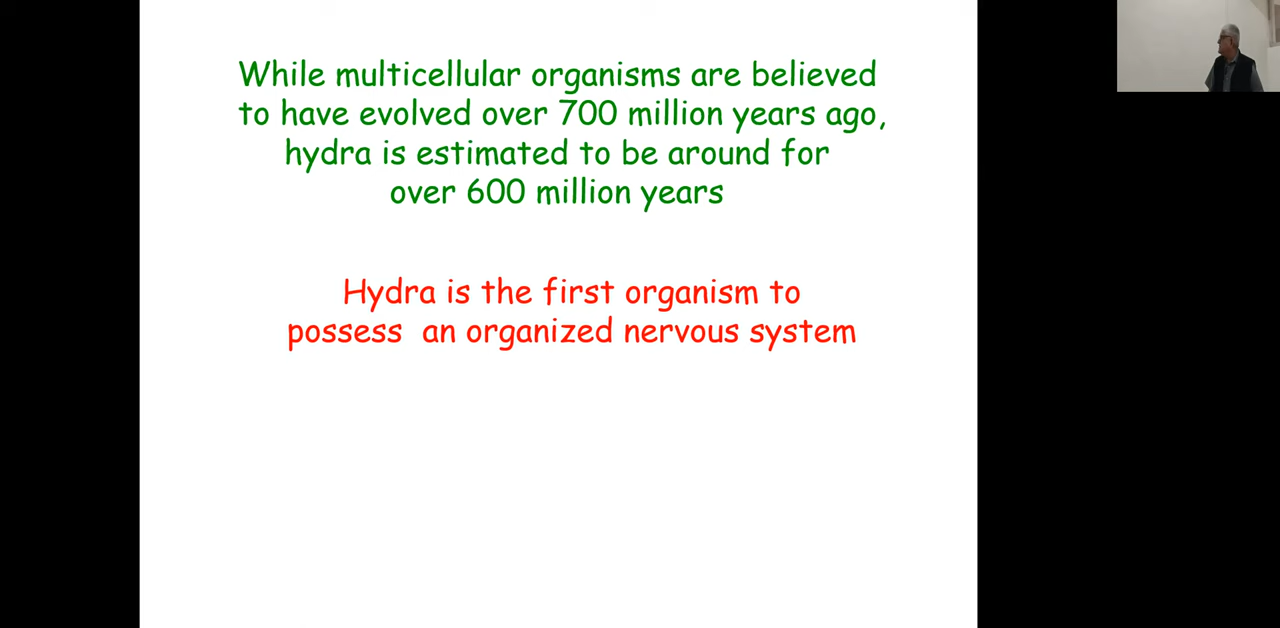 While multicellular organisms are believed
to have evolved over 700 million years ago,
hydra is estimated to be around for
over 600 million years
Hydra is the first organism to
possess an organized nervous system